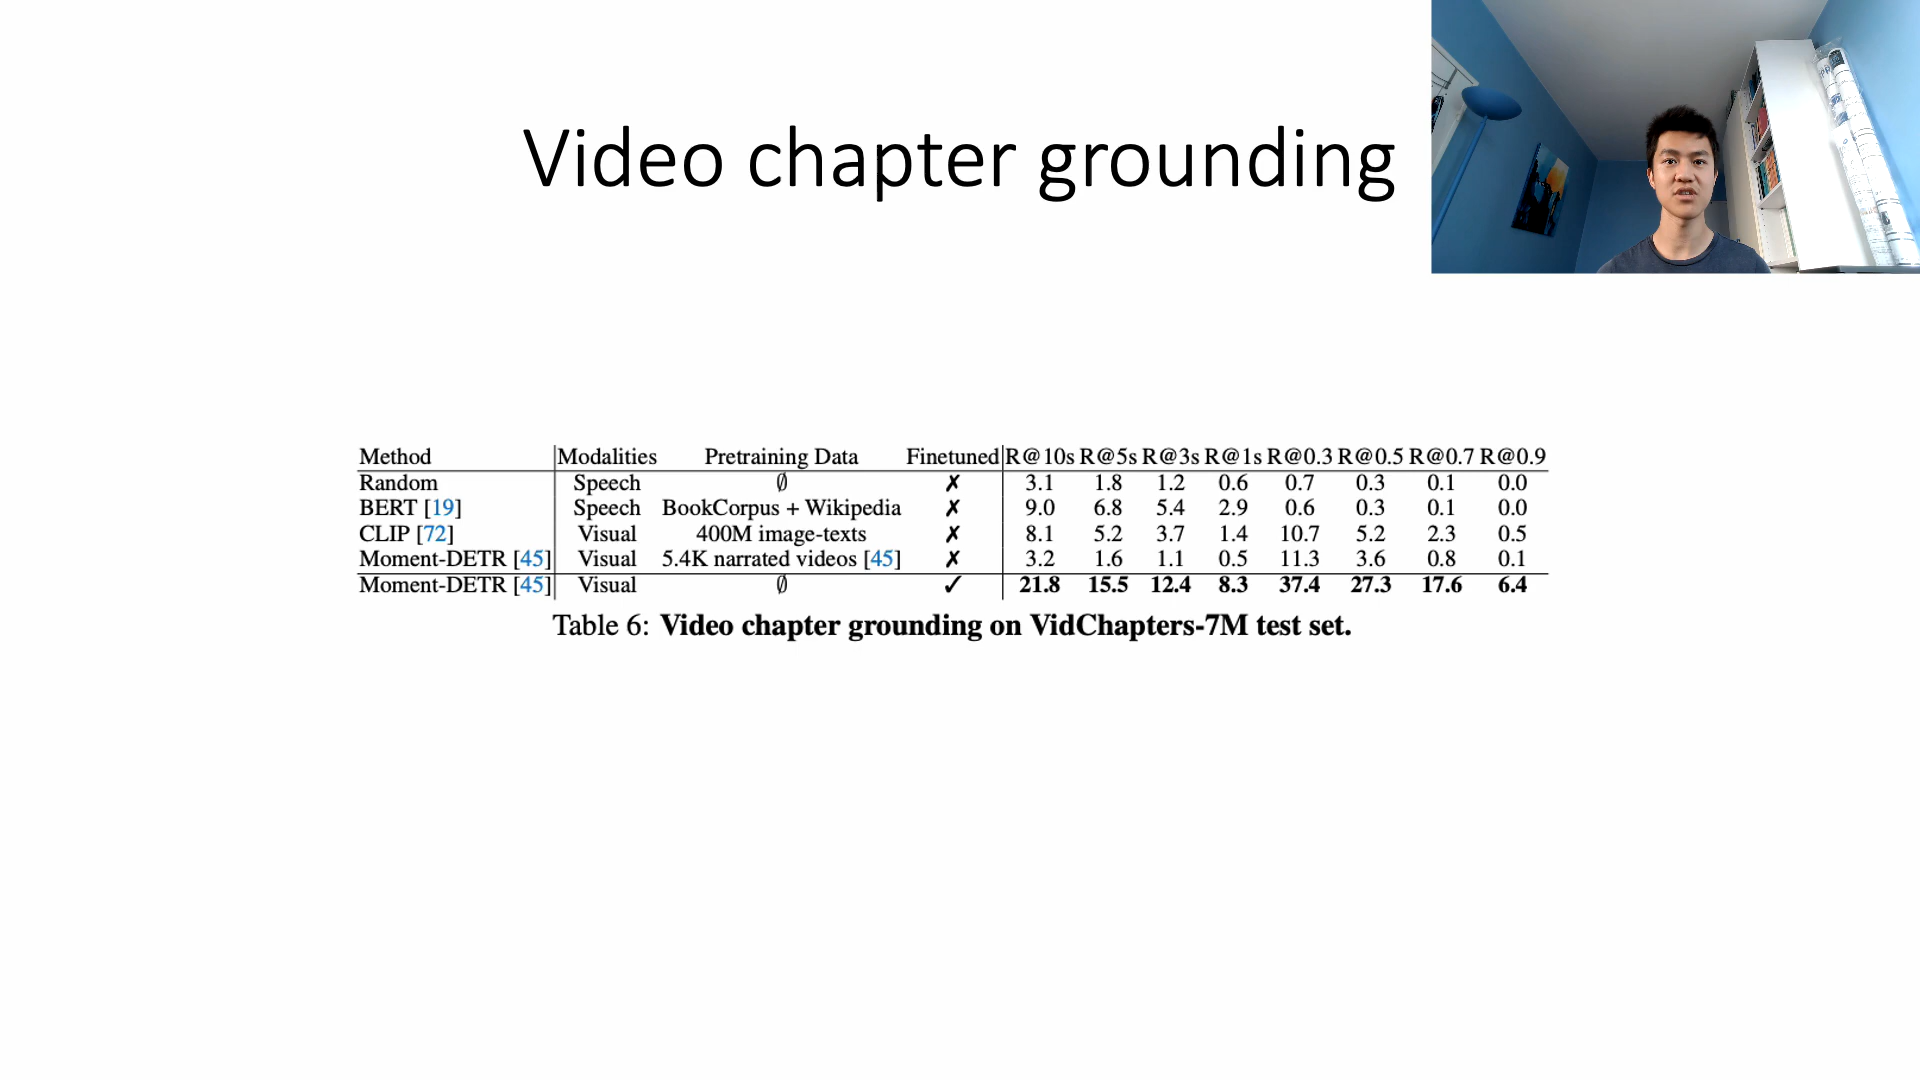 Video chapter grounding
Method Modalities Pretraining Data Finetuned R@10s R@5s R@3s R@1s R@0.3 R@0.5 R@0.7 R@0.9
Random Speech ∅ ✗ 3.1 1.8 1.2 0.6 0.7 0.3 0.1 0.0
BERT [19] Speech BookCorpus + Wikipedia ✗ 9.0 6.8 5.4 2.9 0.6 0.3 0.1 0.0
CLIP [72] Visual 400M image-texts ✗ 8.1 5.2 3.7 1.4 10.7 5.2 2.3 0.5
Moment-DETR [45] Visual 5.4K narrated videos [45] ✗ 3.2 1.6 1.1 0.5 11.3 3.6 0.8 0.1
Moment-DETR [45] Visual ∅ ✓ 21.8 15.5 12.4 8.3 37.4 27.3 17.6 6.4
Table 6: Video chapter grounding on VidChapters-7M test set.